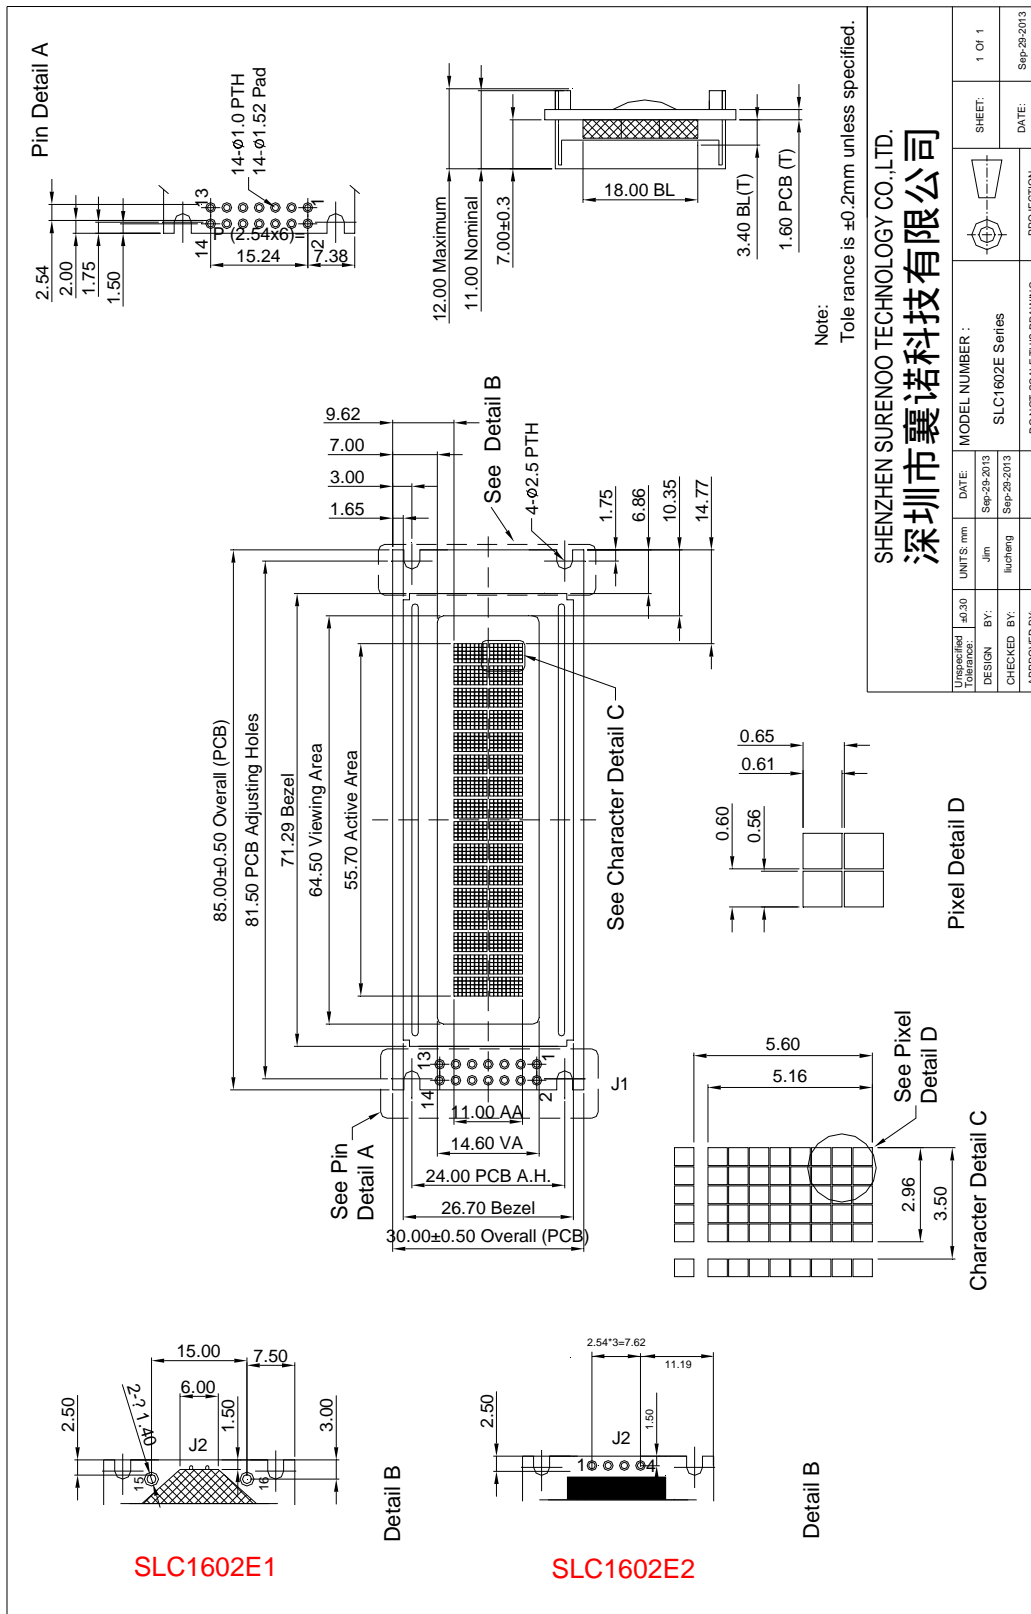 Pin Detail A
14-ø1.0 PTH
14-ø1.52 Pad
13
1
14
2
P (2.54x6)=
15.24
7.38
2.54
2.00
1.75
1.50
12.00 Maximum
11.00 Nominal
7.00±0.3
18.00 BL
3.40 BL(T)
1.60 PCB (T)
Note:
Tole rance is ±0.2mm unless specified.
9.62
7.00
3.00
1.65
See Detail B
4-ø2.5 PTH
1.75
6.86
10.35
14.77
85.00±0.50 Overall (PCB)
81.50 PCB Adjusting Holes
71.29 Bezel
64.50 Viewing Area
55.70 Active Area
See Character Detail C
13
1
14
2
J1
See Pin
Detail A
11.00 AA
14.60 VA
24.00 PCB A.H.
26.70 Bezel
30.00±0.50 Overall (PCB)
SHENZHEN SURENOO TECHNOLOGY CO.,LTD.
深圳市襄诺科技有限公司
Unspecified
Tolerance:
±0.30
UNITS: mm
DATE:
MODEL NUMBER :
SLC1602E Series
DESIGN BY:
Jim
Sep-29-2013
CHECKED BY:
liucheng
Sep-29-2013
SHEET:
1 Of 1
DATE:
Sep-29-2013
0.65
0.61
0.60
0.56
Pixel Detail D
5.60
5.16
See Pixel
Detail D
2.96
3.50
Character Detail C
15.00
7.50
6.00
2.50
2-? 1.40
1.50
3.00
J2
15
16
Detail B
SLC1602E1
2.54*3=7.62
11.19
2.50
1.50
J2
1
4
Detail B
SLC1602E2